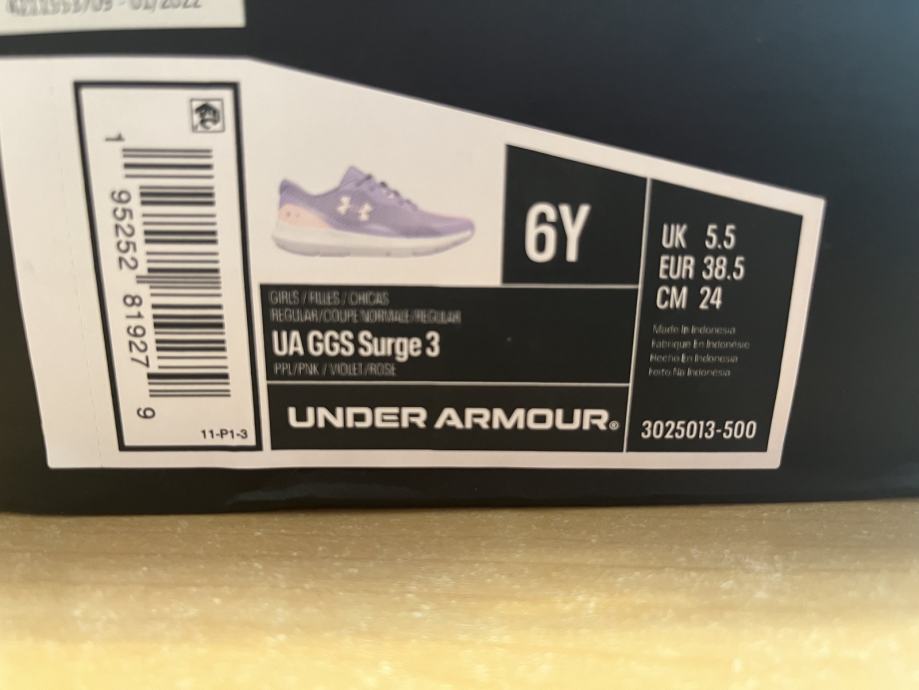 1 95252 81927 9
11-P1-3
6Y
GIRLS / FILLES / CHICAS
REGULAR/COUPE NORMALE/REGULAR
UA GGS Surge 3
PPL/PNK / VIOLET/ROSE
UNDER ARMOUR®
UK 5.5
EUR 38.5
CM 24
Made In Indonesia
Fabrique En Indonésie
Hecho En Indonesia
Feito Na Indonésia
3025013-500